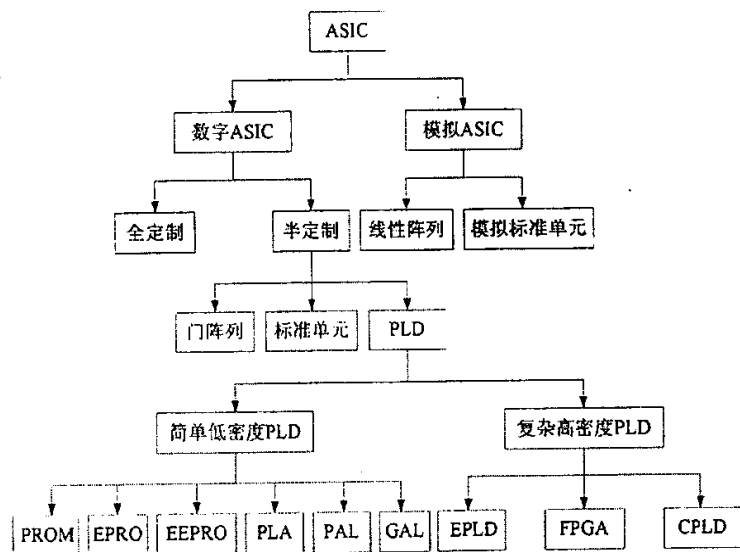 ASIC
数字ASIC
模拟ASIC
全定制
半定制
线性阵列
模拟标准单元
门阵列
标准单元
PLD
简单低密度PLD
复杂高密度PLD
PROM
EPRO
EEPRO
PLA
PAL
GAL
EPLD
FPGA
CPLD